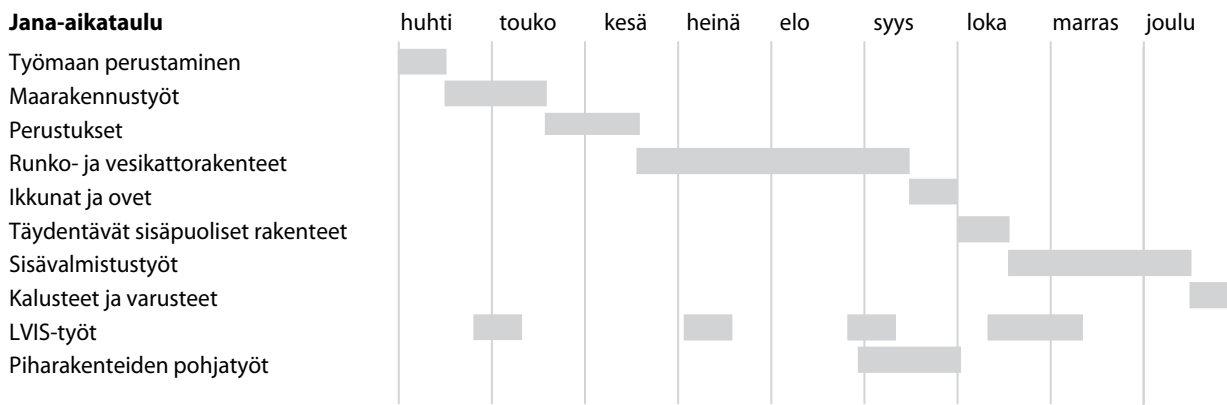 Jana-aikataulu huhti touko kesä heinä elo syys loka marras joulu
Työmaan perustaminen
Maarakennustyöt
Perustukset
Runko- ja vesikattorakenteet
Ikkunat ja ovet
Täydentävät sisäpuoliset rakenteet
Sisävalmistustyöt
Kalusteet ja varusteet
LVIS-työt
Piharakenteiden pohjatyöt